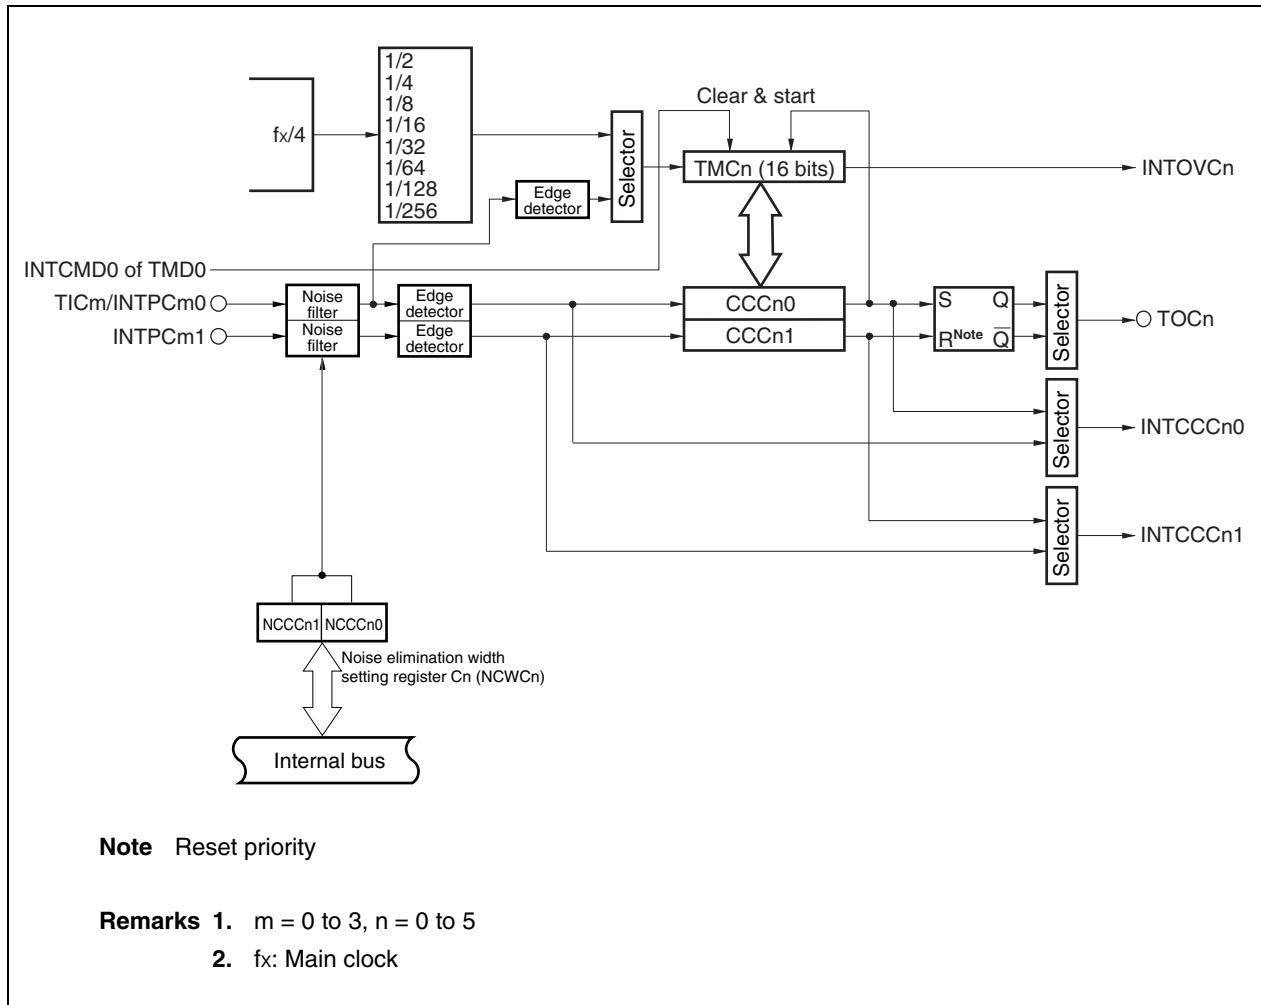 1/2
1/4
1/8
1/16
1/32
1/64
1/128
1/256
fx/4
Selector
Clear & start
TMCn (16 bits)
INTOVCn
Edge
detector
INTCMD0 of TMD0
TICm/INTPCm0
INTPCm1
Noise
filter
Noise
filter
Edge
detector
Edge
detector
CCCn0
CCCn1
S Q
RNote Q̅
Selector
TOCn
Selector
INTCCCn0
Selector
INTCCCn1
NCCCn1 NCCCn0
Noise elimination width
setting register Cn (NCWCn)
Internal bus
Note Reset priority
Remarks 1. m = 0 to 3, n = 0 to 5
2. fx: Main clock